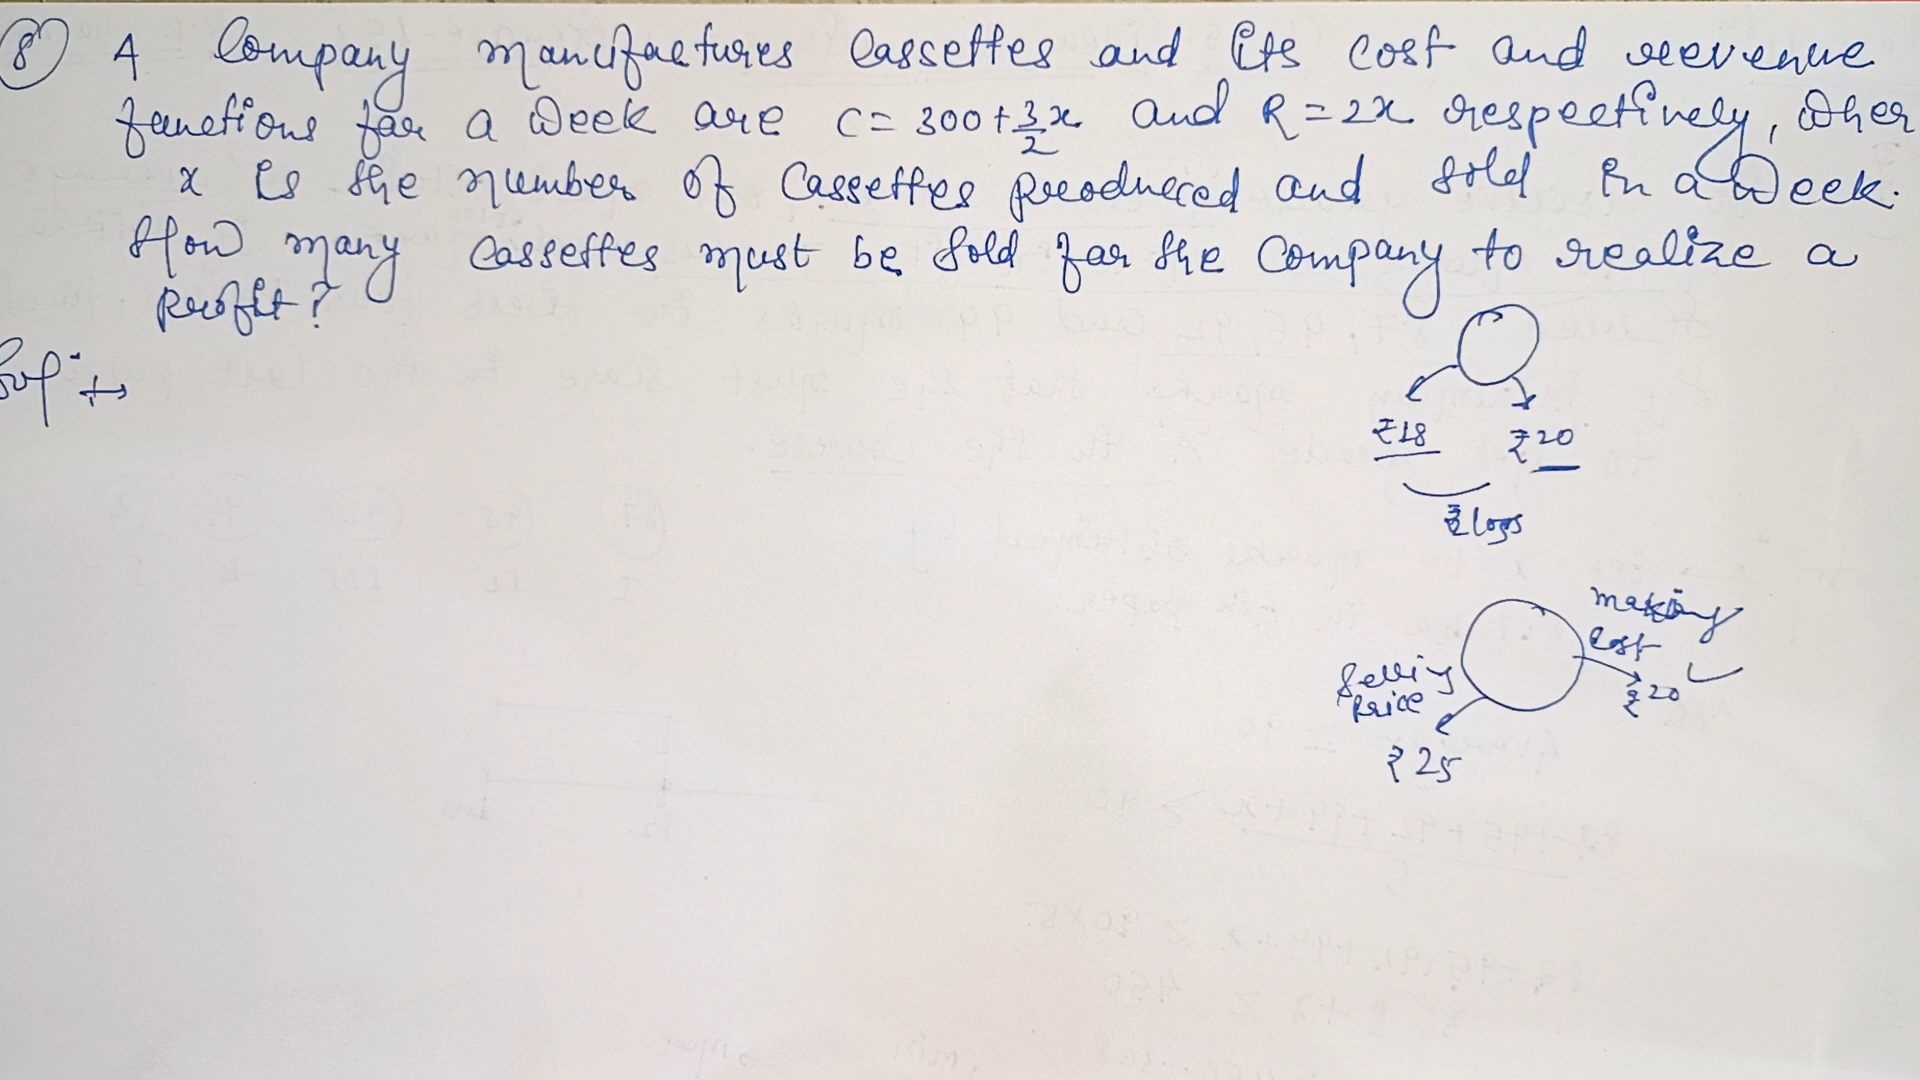 8 A Company manufactures Cassettes and its cost and revenue
functions for a week are C = 300 + 3/2 x and R = 2x respectively, wher
x is the number of Cassettes produced and sold in a week.
How many cassettes must be sold for the company to realize a
profit?
Sol:→
₹18 ₹20
₹2 loss
making
cost
₹20
Selling
Price
₹25